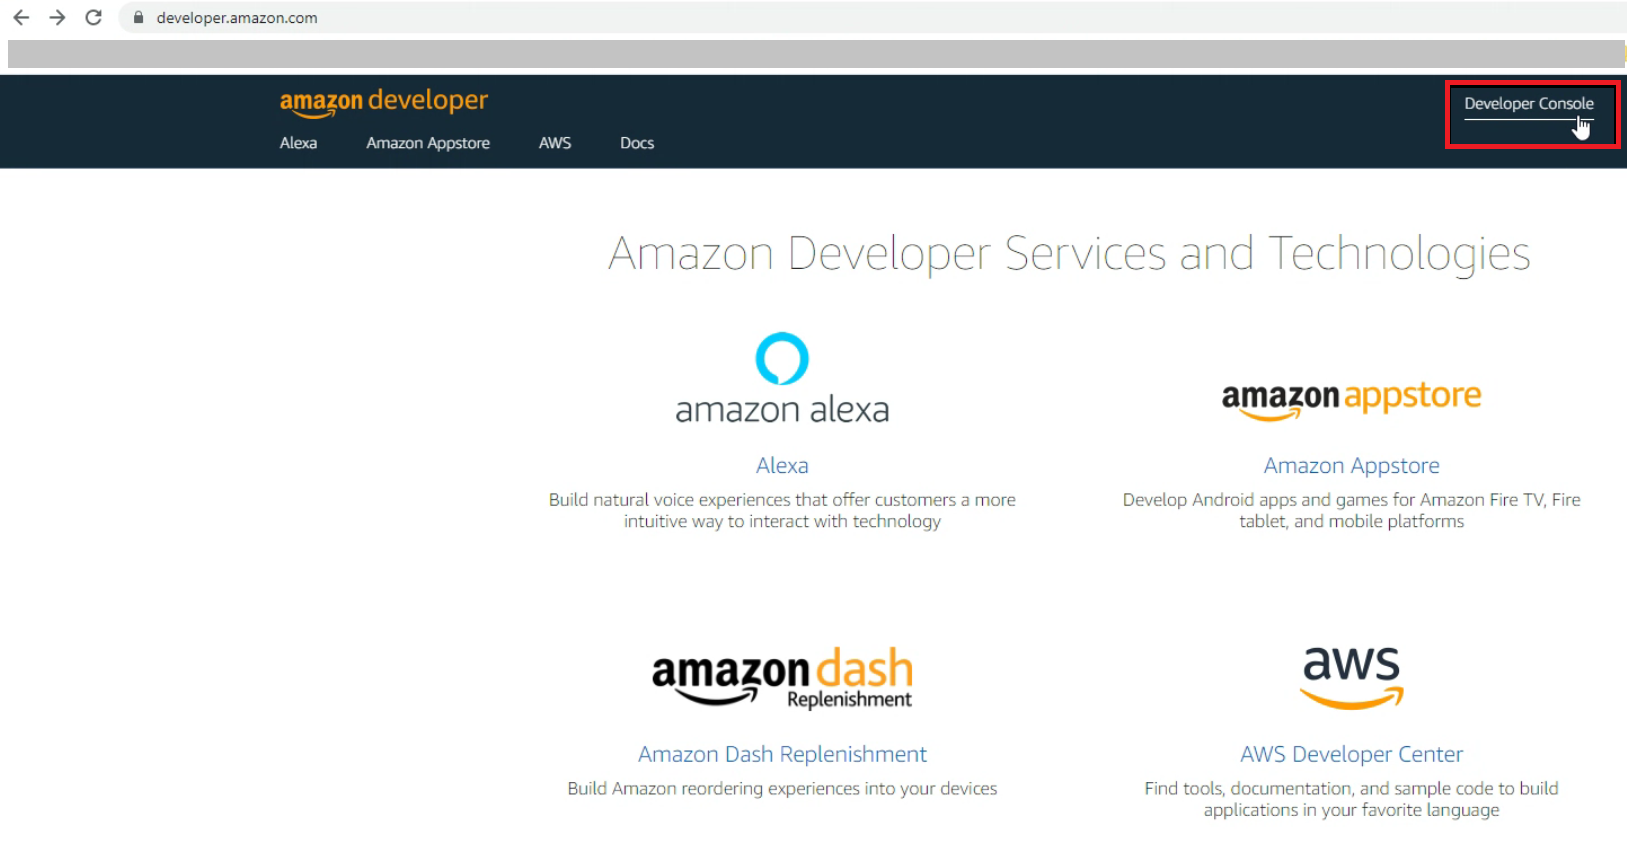 developer.amazon.com
amazon developer
Developer Console
Alexa
Amazon Appstore
AWS
Docs
Amazon Developer Services and Technologies
amazon alexa
Alexa
Build natural voice experiences that offer customers a more
intuitive way to interact with technology
amazon appstore
Amazon Appstore
Develop Android apps and games for Amazon Fire TV, Fire
tablet, and mobile platforms
amazon dash
Replenishment
Amazon Dash Replenishment
Build Amazon reordering experiences into your devices
aws
AWS Developer Center
Find tools, documentation, and sample code to build
applications in your favorite language